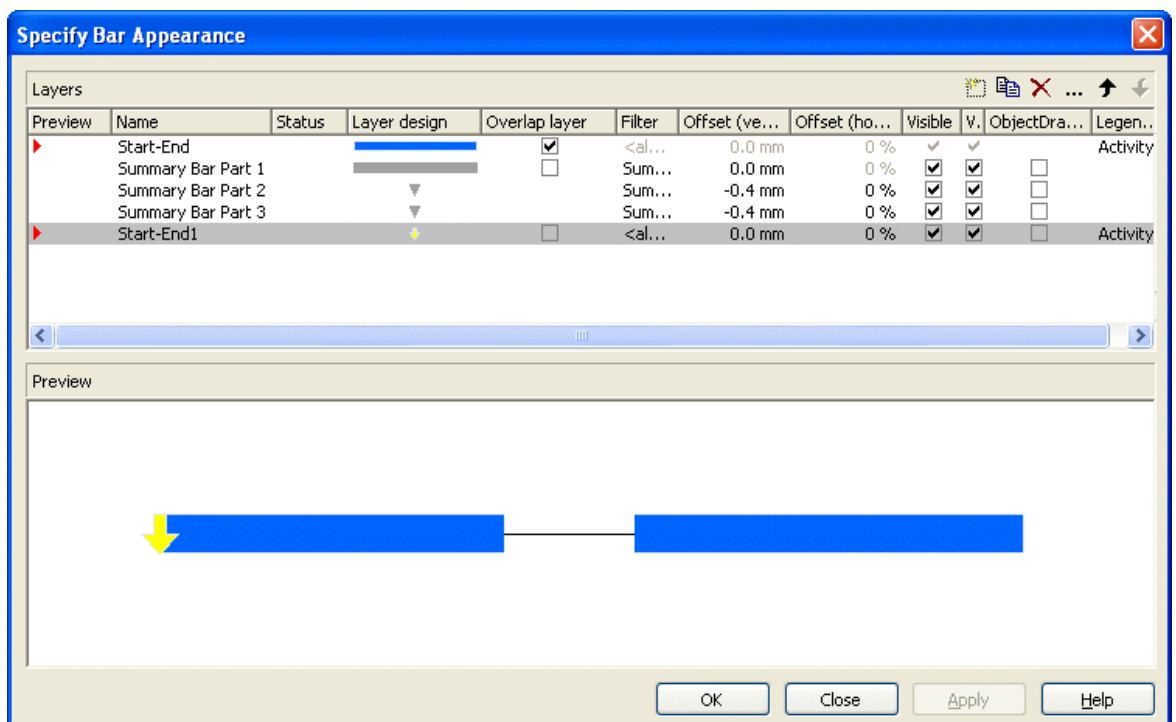 Specify Bar Appearance
Layers
...
Preview Name Status Layer design Overlap layer Filter Offset (ve... Offset (ho... Visible V. ObjectDra... Legen..
Start-End <al... 0.0 mm 0 % Activity
Summary Bar Part 1 Sum... 0.0 mm 0 %
Summary Bar Part 2 Sum... -0.4 mm 0 %
Summary Bar Part 3 Sum... -0.4 mm 0 %
Start-End1 <al... 0.0 mm 0 % Activity
Preview
OK Close Apply Help